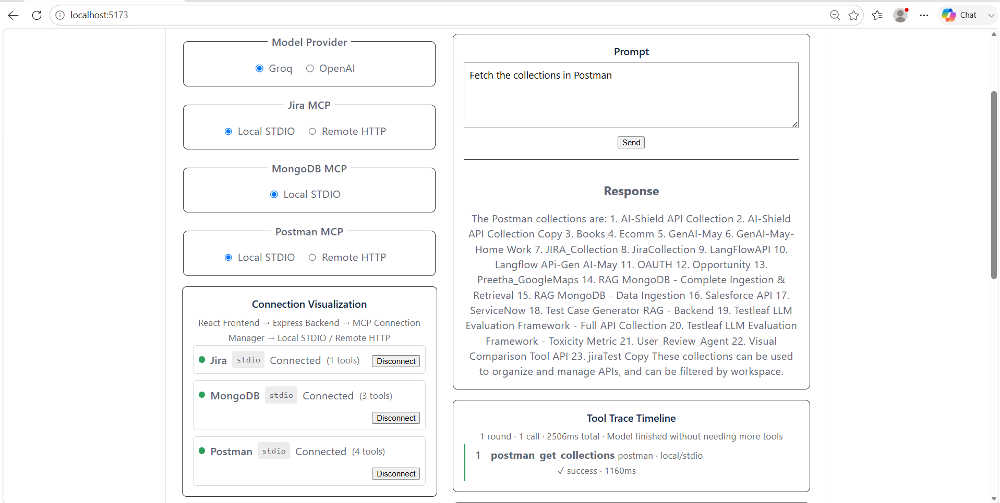 localhost:5173
Chat
Model Provider
Groq OpenAI
Jira MCP
Local STDIO Remote HTTP
MongoDB MCP
Local STDIO
Postman MCP
Local STDIO Remote HTTP
Connection Visualization
React Frontend → Express Backend → MCP Connection
Manager → Local STDIO / Remote HTTP
Jira stdio Connected (1 tools) Disconnect
MongoDB stdio Connected (3 tools)
Disconnect
Postman stdio Connected (4 tools)
Disconnect
Prompt
Fetch the collections in Postman
Send
Response
The Postman collections are: 1. AI-Shield API Collection 2. AI-Shield
API Collection Copy 3. Books 4. Ecomm 5. GenAI-May 6. GenAI-May-
Home Work 7. JIRA_Collection 8. JiraCollection 9. LangFlowAPI 10.
Langflow APi-Gen AI-May 11. OAUTH 12. Opportunity 13.
Preetha_GoogleMaps 14. RAG MongoDB - Complete Ingestion &
Retrieval 15. RAG MongoDB - Data Ingestion 16. Salesforce API 17.
ServiceNow 18. Test Case Generator RAG - Backend 19. Testleaf LLM
Evaluation Framework - Full API Collection 20. Testleaf LLM Evaluation
Framework - Toxicity Metric 21. User_Review_Agent 22. Visual
Comparison Tool API 23. jiraTest Copy These collections can be used
to organize and manage APIs, and can be filtered by workspace.
Tool Trace Timeline
1 round · 1 call · 2506ms total · Model finished without needing more tools
1 postman_get_collections postman · local/stdio
✓ success · 1160ms